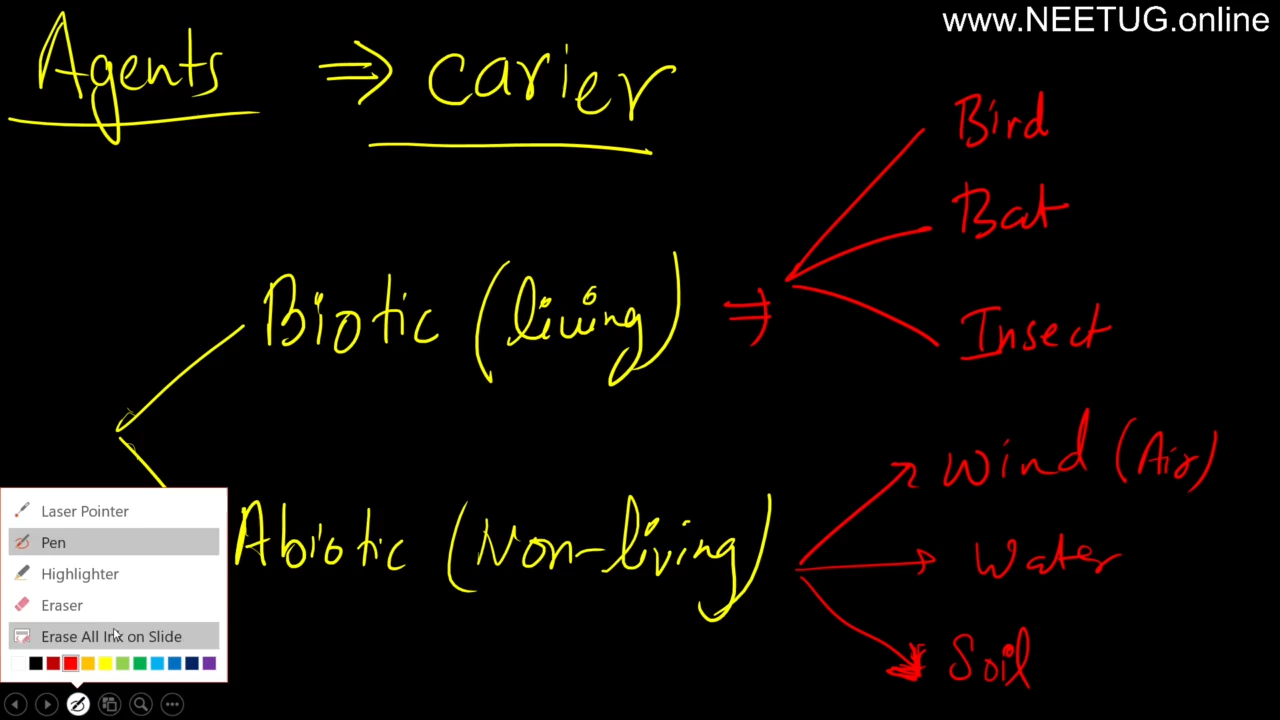 www.NEETUG.online
Agents ⇒ carier
Bird
Bat
Biotic (living) ⇒
Insect
Wind (Air)
Abiotic (Non-living)
Water
Soil
Laser Pointer
Pen
Highlighter
Eraser
Erase All Ink on Slide